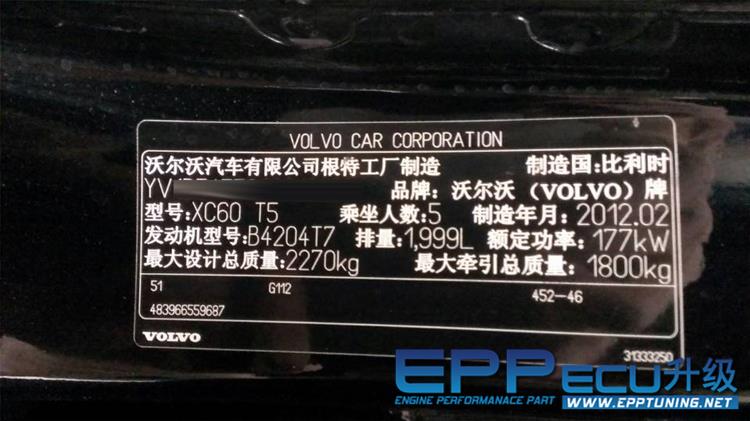 VOLVO CAR CORPORATION
沃尔沃汽车有限公司根特工厂制造 制造国:比利时
YV 品牌: 沃尔沃 (VOLVO) 牌
型号:XC60 T5 乘坐人数:5 制造年月:2012.02
发动机型号:B4204T7 排量:1,999L 额定功率:177kW
最大设计总质量:2270kg 最大牵引总质量: 1800kg
51 G112 452-46
483966559687
VOLVO 31333250
EPP ECU升级
ENGINE PERFORMANACE PART WWW.EPPTUNING.NET